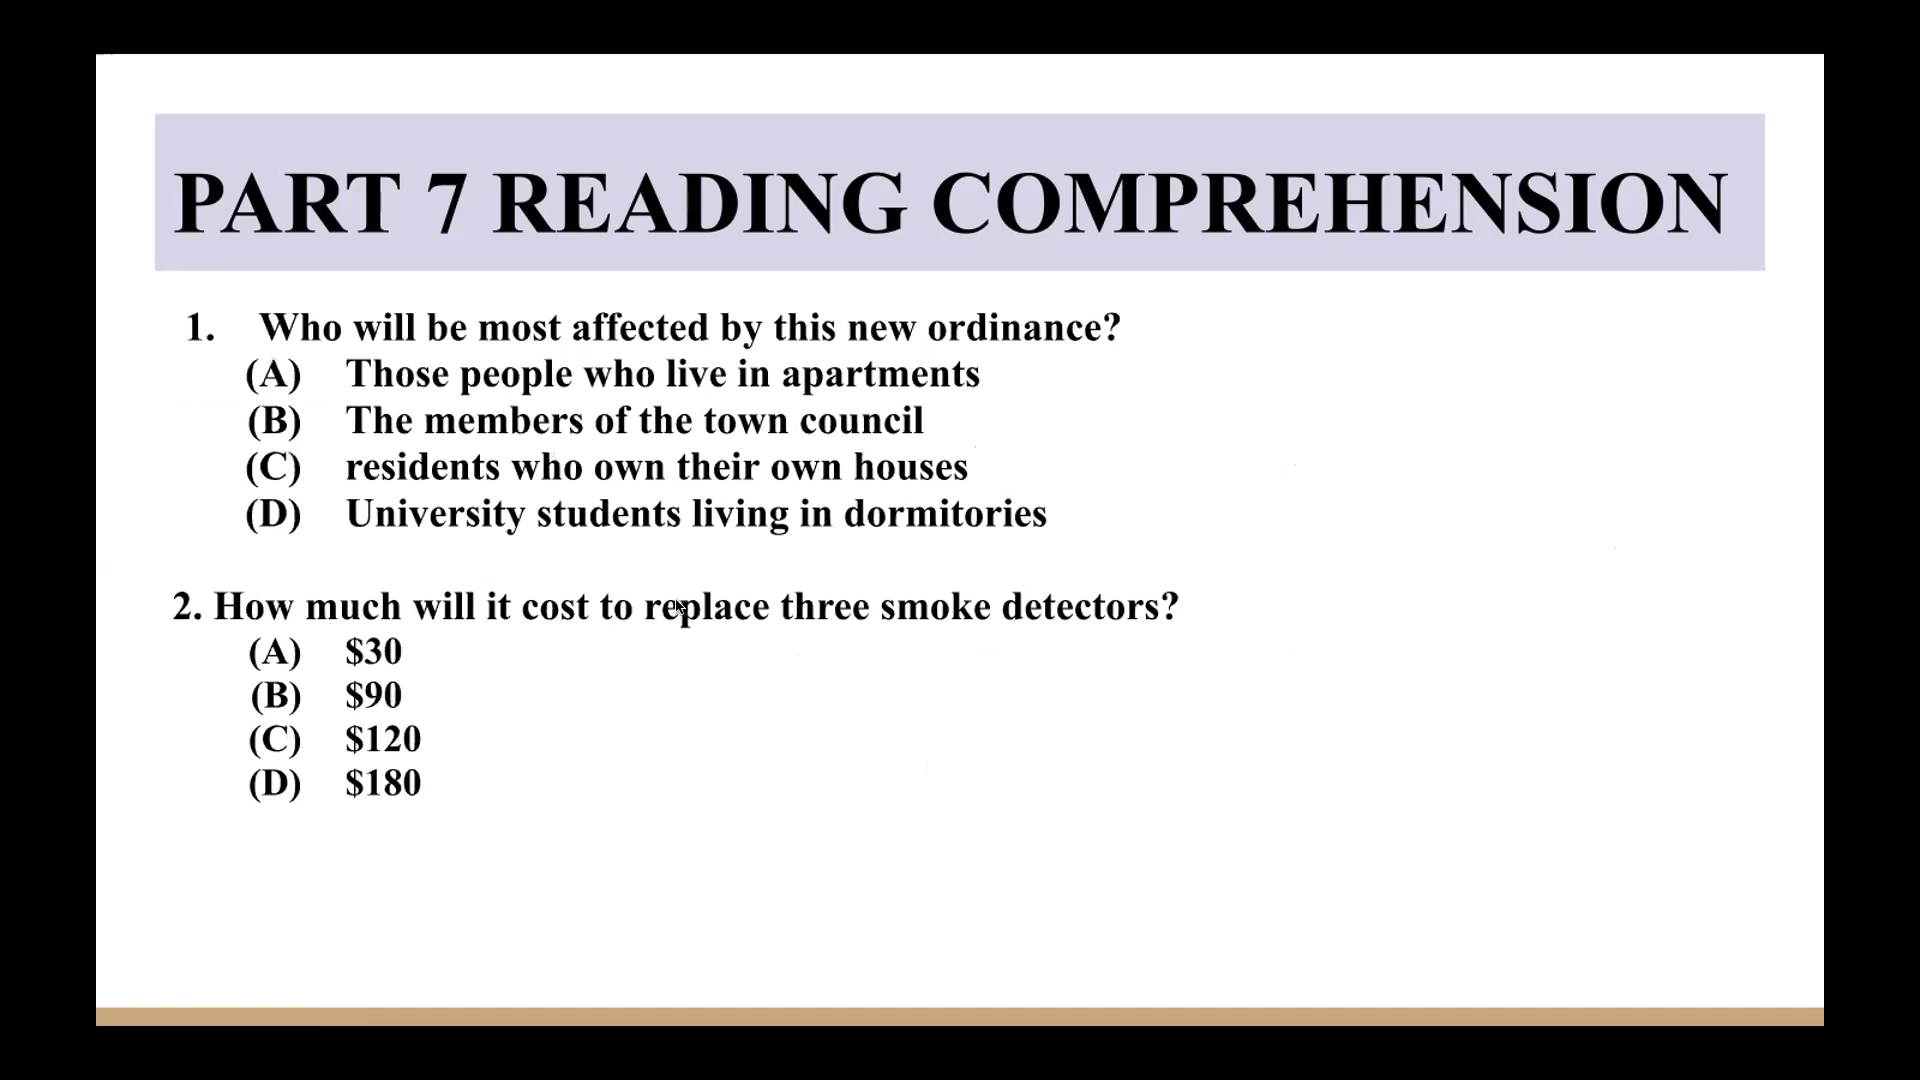 PART 7 READING COMPREHENSION
1. Who will be most affected by this new ordinance?
(A) Those people who live in apartments
(B) The members of the town council
(C) residents who own their own houses
(D) University students living in dormitories
2. How much will it cost to replace three smoke detectors?
(A) $30
(B) $90
(C) $120
(D) $180